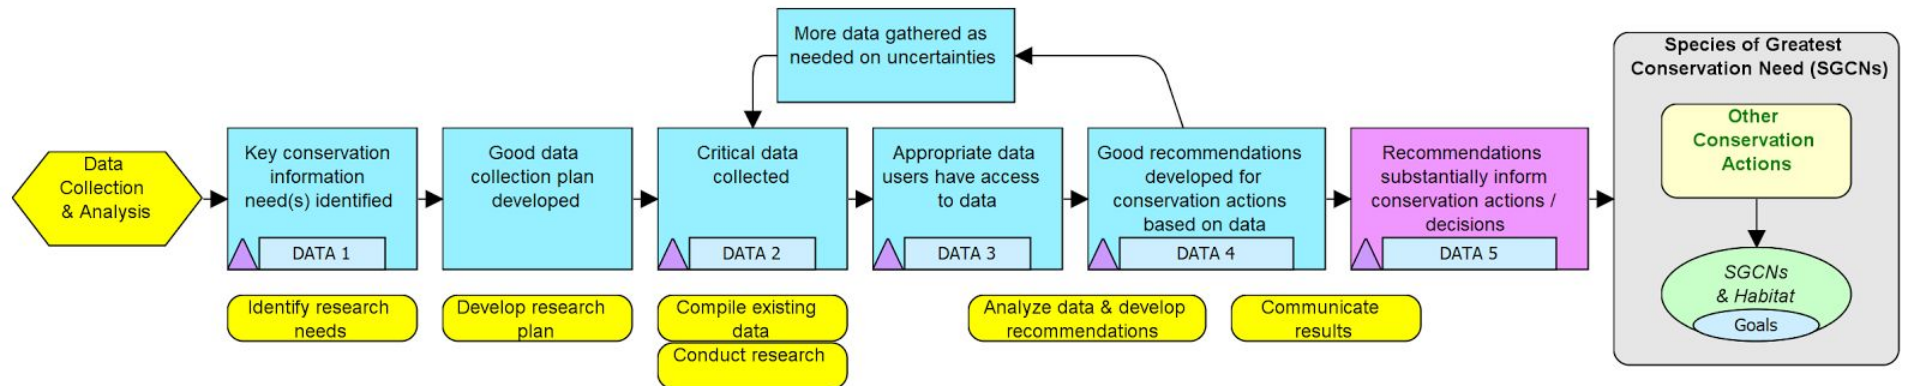 More data gathered as
needed on uncertainties
Species of Greatest
Conservation Need (SGCNs)
Data
Collection
& Analysis
Key conservation
information
need(s) identified
DATA 1
Good data
collection plan
developed
Critical data
collected
DATA 2
Appropriate data
users have access
to data
DATA 3
Good recommendations
developed for
conservation actions
based on data
DATA 4
Recommendations
substantially inform
conservation actions /
decisions
DATA 5
Other
Conservation
Actions
SGCNs
& Habitat
Goals
Identify research
needs
Develop research
plan
Compile existing
data
Conduct research
Analyze data & develop
recommendations
Communicate
results